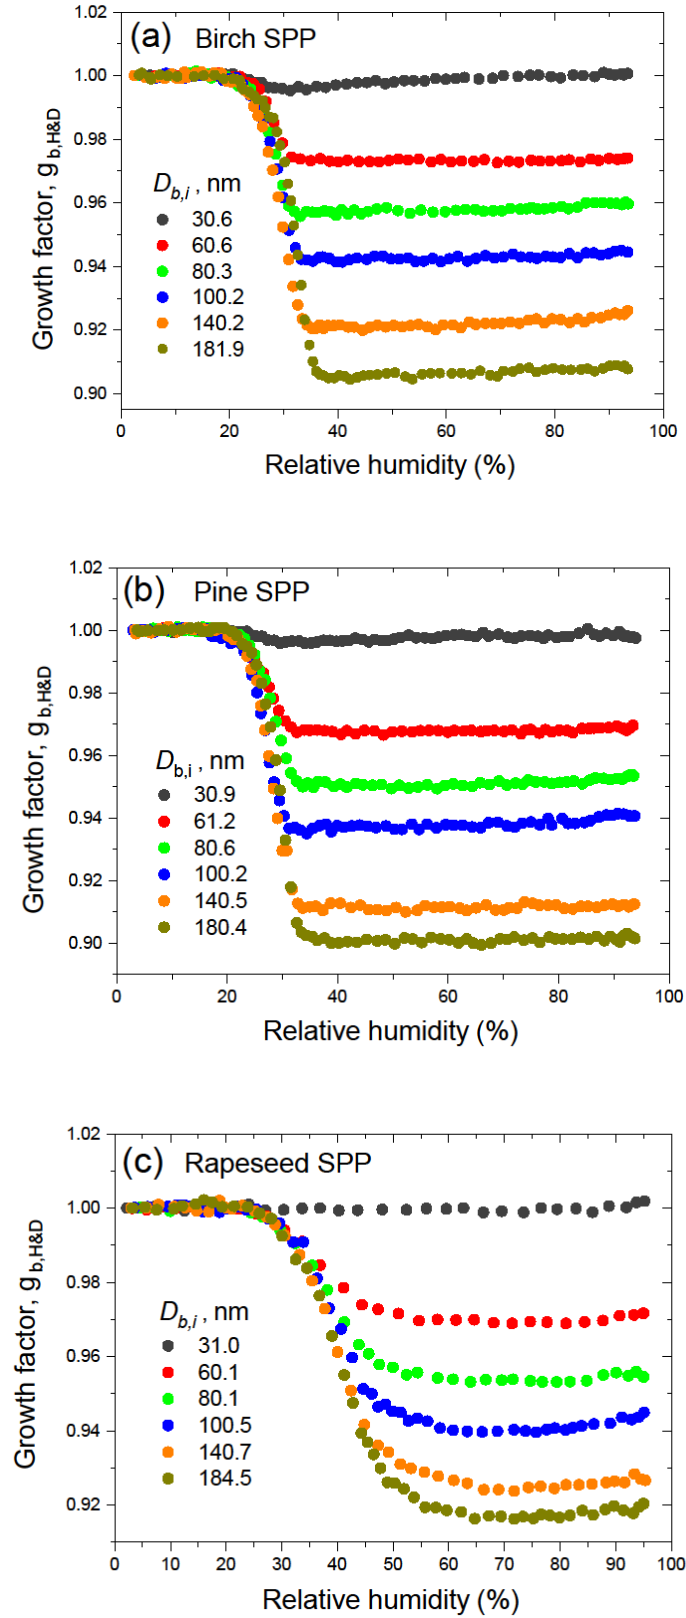 (a) Birch SPP
1.02
1.00
0.98
0.96
0.94
0.92
0.90
Growth factor, g_b,H&D
D_b,i , nm
30.6
60.6
80.3
100.2
140.2
181.9
0 20 40 60 80 100
Relative humidity (%)
(b) Pine SPP
1.02
1.00
0.98
0.96
0.94
0.92
0.90
Growth factor, g_b,H&D
D_b,i , nm
30.9
61.2
80.6
100.2
140.5
180.4
0 20 40 60 80 100
Relative humidity (%)
(c) Rapeseed SPP
1.02
1.00
0.98
0.96
0.94
0.92
Growth factor, g_b,H&D
D_b,i , nm
31.0
60.1
80.1
100.5
140.7
184.5
0 10 20 30 40 50 60 70 80 90 100
Relative humidity (%)